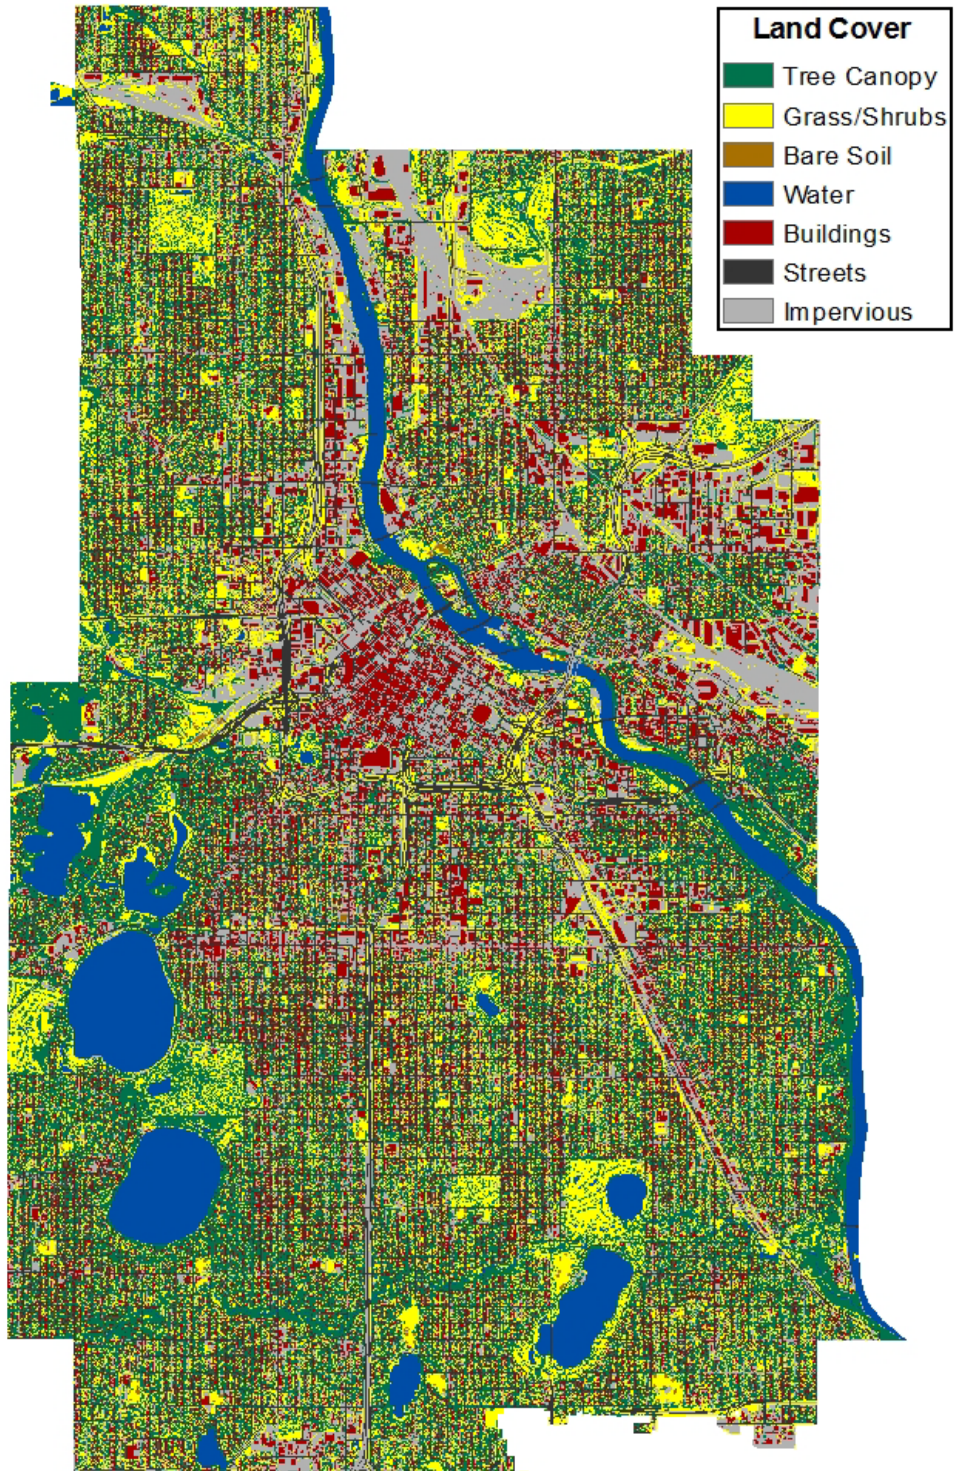 Land Cover
Tree Canopy
Grass/Shrubs
Bare Soil
Water
Buildings
Streets
Impervious